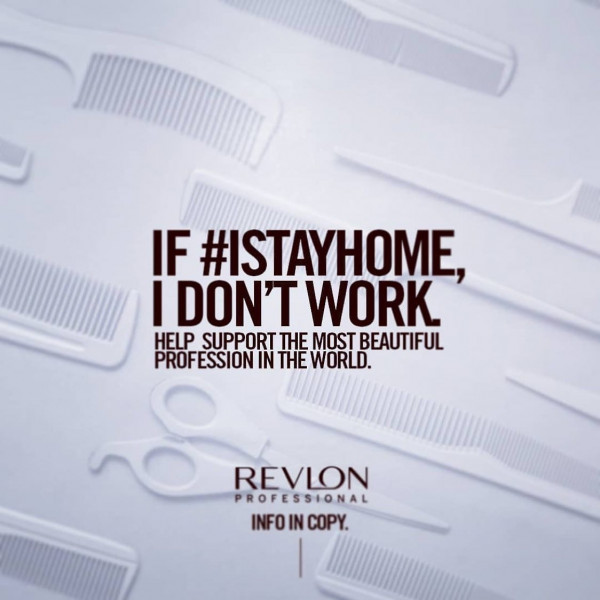 IF #ISTAYHOME,
I DON'T WORK.
HELP SUPPORT THE MOST BEAUTIFUL
PROFESSION IN THE WORLD.
REVLON
PROFESSIONAL
INFO IN COPY.